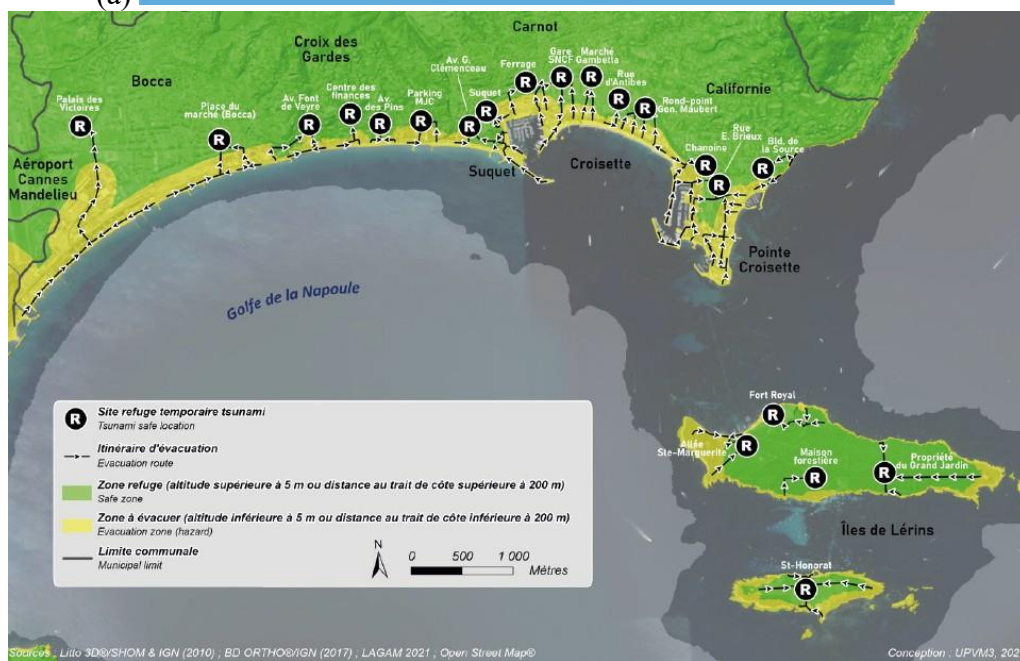 (a)
Carnot
Croix des
Gardes
Bocca
Californie
Av. G.
Clémenceau
Ferrage
Gare
SNCF
Marché
Gambetta
Rue
d'Antibes
Rond-point
Gen. Maubert
Centre des
finances
Suquet
Parking
MJC
Av.
des Pins
Av. Font
de Veyre
Place du
marché (Bocca)
Palais des
Victoires
Rue
E. Brieux
Chanoine
Bld. de
la Source
Aéroport
Cannes
Mandelieu
Suquet
Croisette
Pointe
Croisette
Golfe de la Napoule
R
Site refuge temporaire tsunami
Tsunami safe location
Itinéraire d'évacuation
Evacuation route
Zone refuge (altitude supérieure à 5 m ou distance au trait de côte supérieure à 200 m)
Safe zone
Zone à évacuer (altitude inférieure à 5 m ou distance au trait de côte inférieure à 200 m)
Evacuation zone (hazard)
Limite communale
Municipal limit
N
0 500 1 000
Mètres
Fort Royal
Allée
Ste-Marguerite
Maison
forestière
Propriété
du Grand Jardin
Îles de Lérins
St-Honorat
Sources : Litto 3D®/SHOM & IGN (2010) ; BD ORTHO®/IGN (2017) ; LAGAM 2021 ; Open Street Map®
Conception : UPVM3, 202